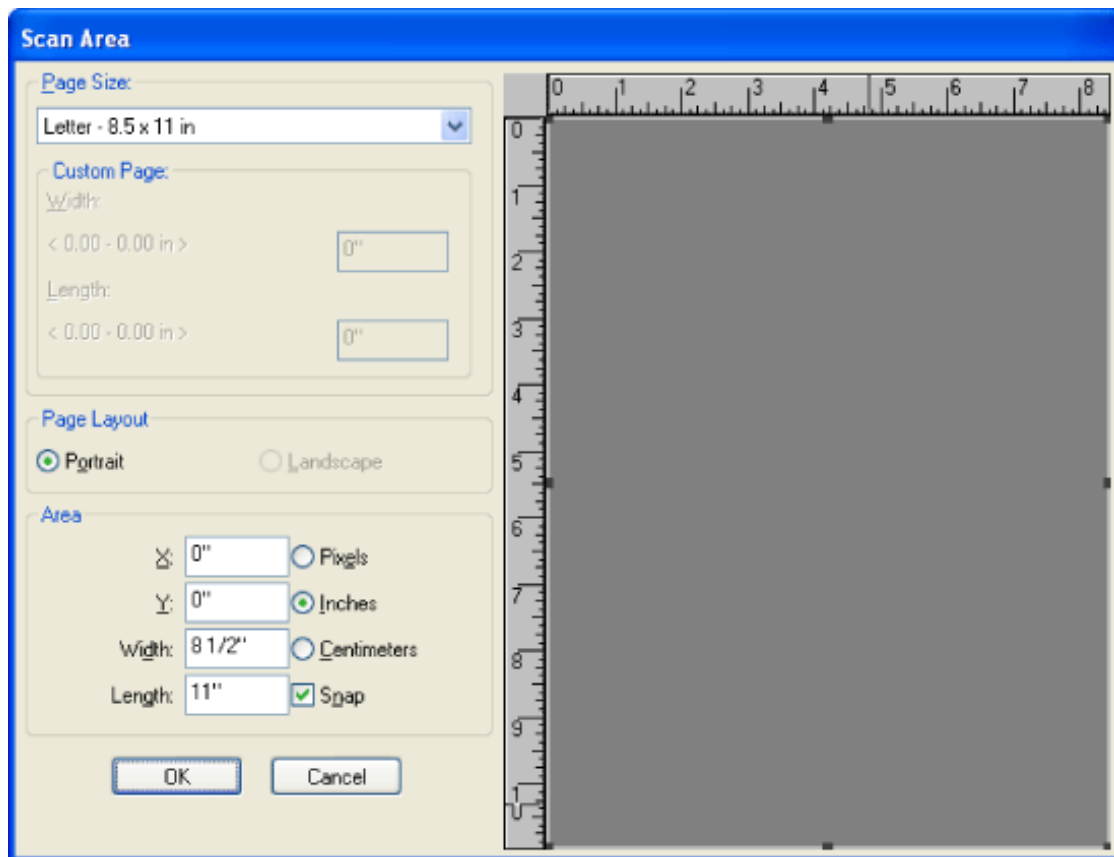 Scan Area
Page Size:
Letter - 8.5 x 11 in
Custom Page:
Width:
< 0.00 - 0.00 in >
0"
Length:
< 0.00 - 0.00 in >
0"
Page Layout
Portrait Landscape
Area
X: 0" Pixels
Y: 0" Inches
Width: 8 1/2" Centimeters
Length: 11" Snap
OK Cancel
0 1 2 3 4 5 6 7 8
0
1
2
3
4
5
6
7
8
9
10